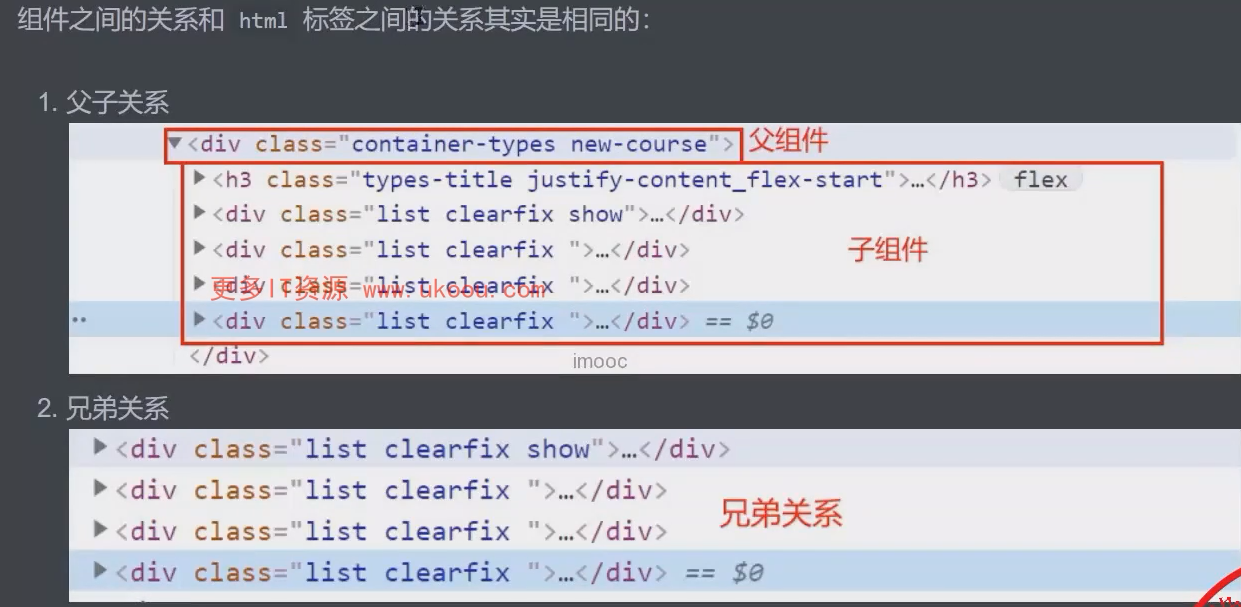 组件之间的关系和 html 标签之间的关系其实是相同的：
1. 父子关系
<div class="container-types new-course"> 父组件
<h3 class="types-title justify-content_flex-start">…</h3> flex
<div class="list clearfix show">…</div>
<div class="list clearfix ">…</div> 子组件
<div class="list clearfix ">…</div>
更多IT资源 www.ukoou.com
<div class="list clearfix ">…</div> == $0
</div>
imooc
2. 兄弟关系
<div class="list clearfix show">…</div>
<div class="list clearfix ">…</div>
兄弟关系
<div class="list clearfix ">…</div>
<div class="list clearfix ">…</div> == $0